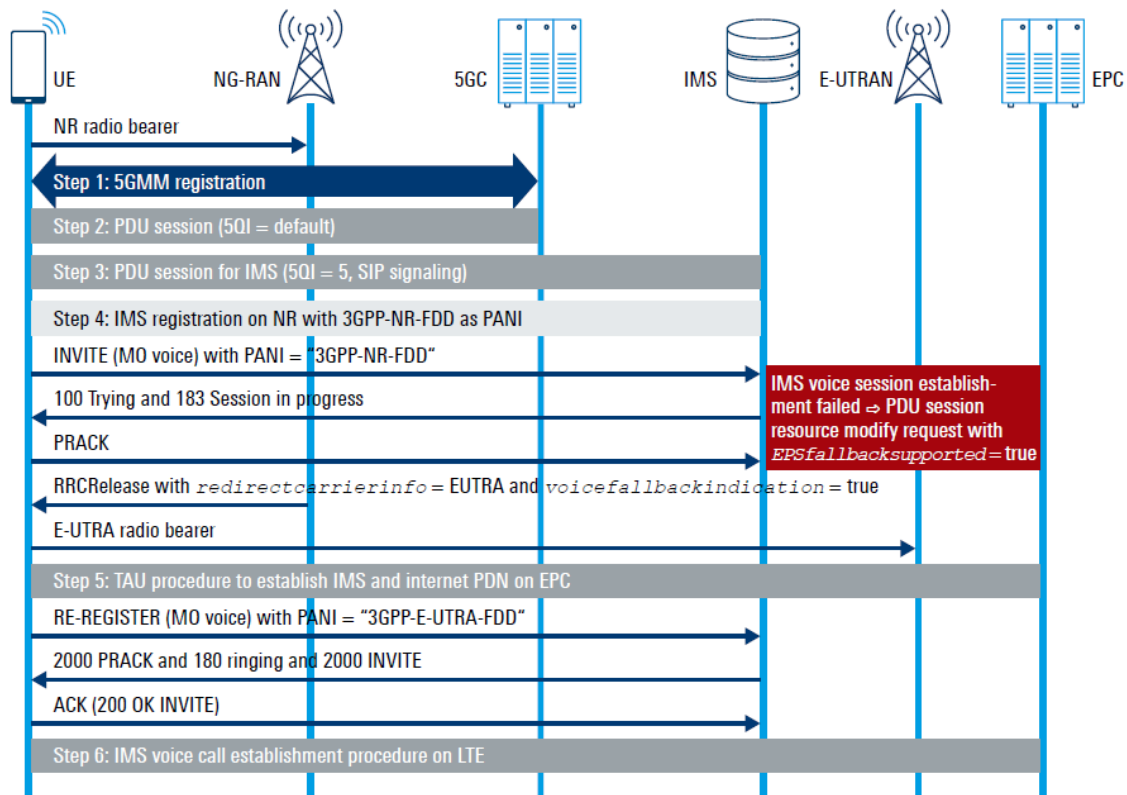 UE
NG-RAN
5GC
IMS
E-UTRAN
EPC
NR radio bearer
Step 1: 5GMM registration
Step 2: PDU session (5QI = default)
Step 3: PDU session for IMS (5QI = 5, SIP signaling)
Step 4: IMS registration on NR with 3GPP-NR-FDD as PANI
INVITE (MO voice) with PANI = “3GPP-NR-FDD“
100 Trying and 183 Session in progress
IMS voice session establish-
ment failed ⇨ PDU session
resource modify request with
EPSfallbacksupported = true
PRACK
RRCRelease with redirectcarrierinfo = EUTRA and voicefallbackindication = true
E-UTRA radio bearer
Step 5: TAU procedure to establish IMS and internet PDN on EPC
RE-REGISTER (MO voice) with PANI = “3GPP-E-UTRA-FDD“
2000 PRACK and 180 ringing and 2000 INVITE
ACK (200 OK INVITE)
Step 6: IMS voice call establishment procedure on LTE